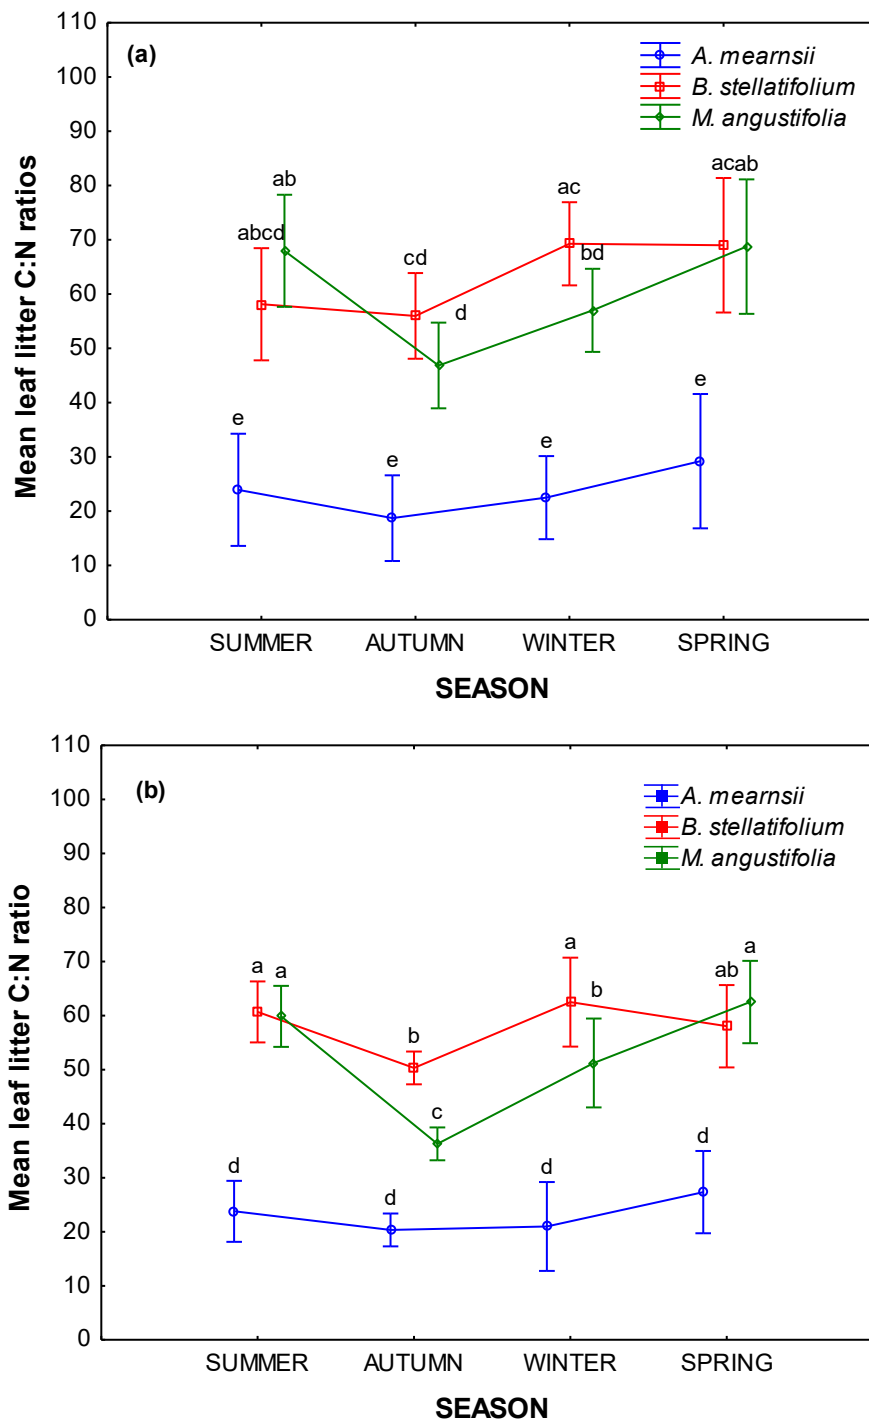 110
100
90
80
70
60
50
40
30
20
10
0
Mean leaf litter C:N ratios
(a)
A. mearnsii
B. stellatifolium
M. angustifolia
abcd
ab
cd
d
ac
bd
acab
e
e
e
e
SUMMER AUTUMN WINTER SPRING
SEASON
110
100
90
80
70
60
50
40
30
20
10
0
Mean leaf litter C:N ratio
(b)
A. mearnsii
B. stellatifolium
M. angustifolia
a
a
b
c
a
b
ab
a
d
d
d
d
SUMMER AUTUMN WINTER SPRING
SEASON